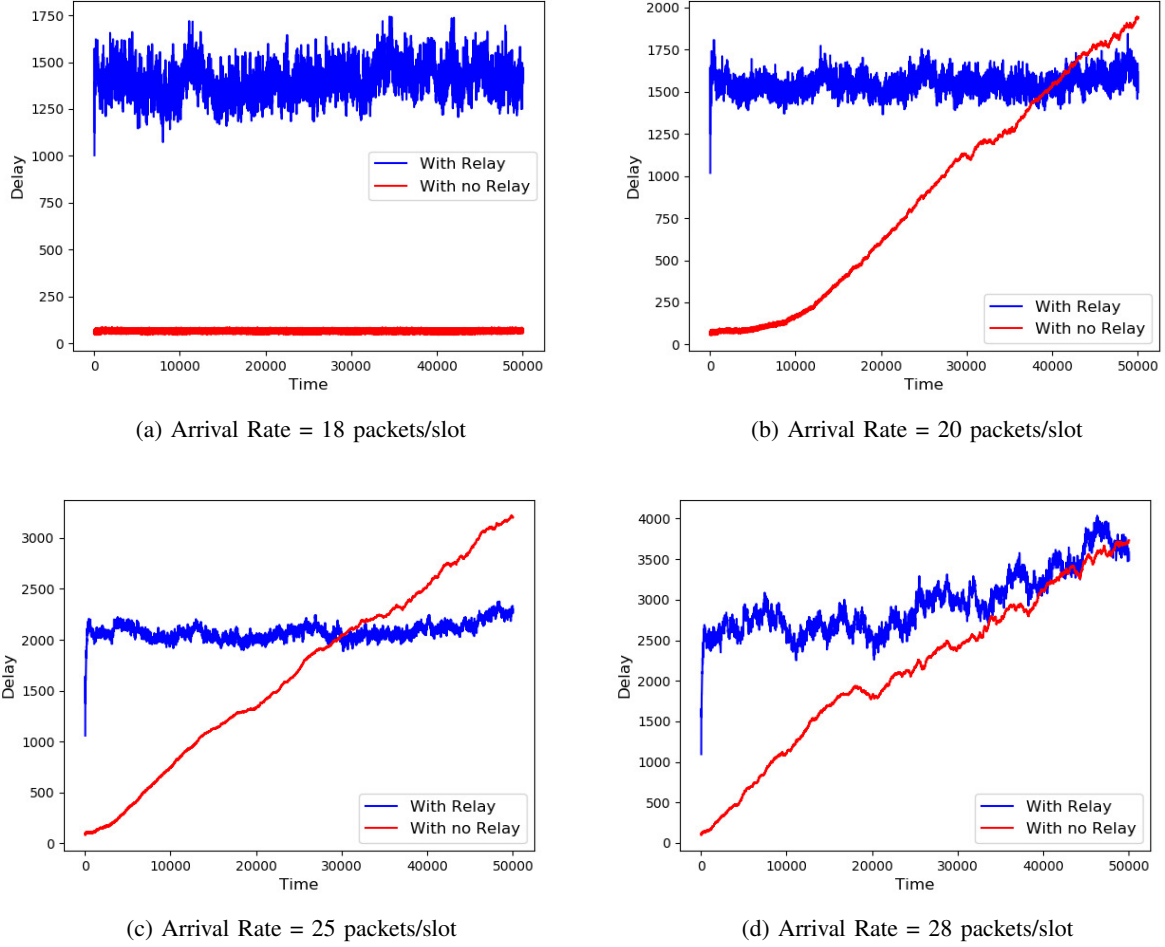 1750
1500
1250
1000
750
500
250
0
Delay
With Relay
With no Relay
0 10000 20000 30000 40000 50000
Time
(a) Arrival Rate = 18 packets/slot
2000
1750
1500
1250
1000
750
500
250
0
Delay
With Relay
With no Relay
0 10000 20000 30000 40000 50000
Time
(b) Arrival Rate = 20 packets/slot
3000
2500
2000
1500
1000
500
0
Delay
With Relay
With no Relay
0 10000 20000 30000 40000 50000
Time
(c) Arrival Rate = 25 packets/slot
4000
3500
3000
2500
2000
1500
1000
500
0
Delay
With Relay
With no Relay
0 10000 20000 30000 40000 50000
Time
(d) Arrival Rate = 28 packets/slot